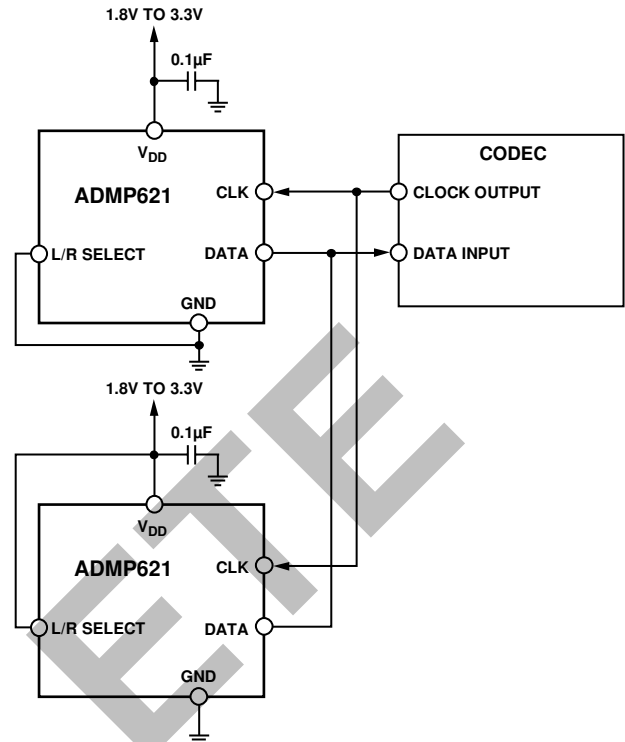 1.8V TO 3.3V
0.1µF
VDD
ADMP621
CLK
DATA
L/R SELECT
GND
CODEC
CLOCK OUTPUT
DATA INPUT
1.8V TO 3.3V
0.1µF
VDD
ADMP621
CLK
DATA
L/R SELECT
GND
ETE